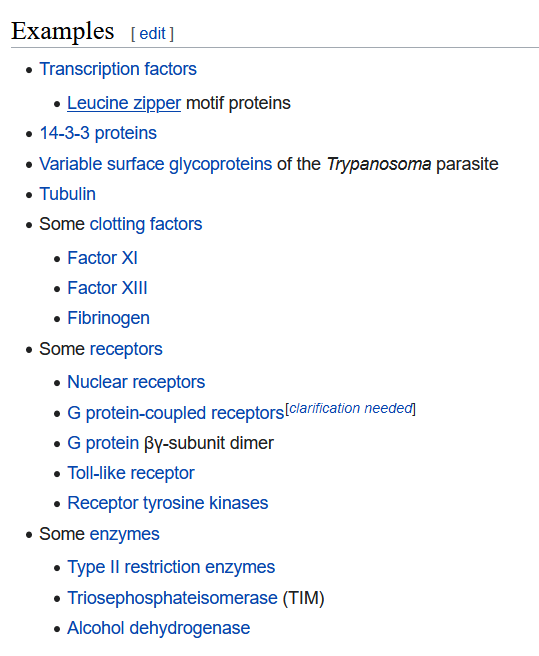 Examples [ edit ]
• Transcription factors
• Leucine zipper motif proteins
• 14-3-3 proteins
• Variable surface glycoproteins of the Trypanosoma parasite
• Tubulin
• Some clotting factors
• Factor XI
• Factor XIII
• Fibrinogen
• Some receptors
• Nuclear receptors
• G protein-coupled receptors[clarification needed]
• G protein βγ-subunit dimer
• Toll-like receptor
• Receptor tyrosine kinases
• Some enzymes
• Type II restriction enzymes
• Triosephosphateisomerase (TIM)
• Alcohol dehydrogenase